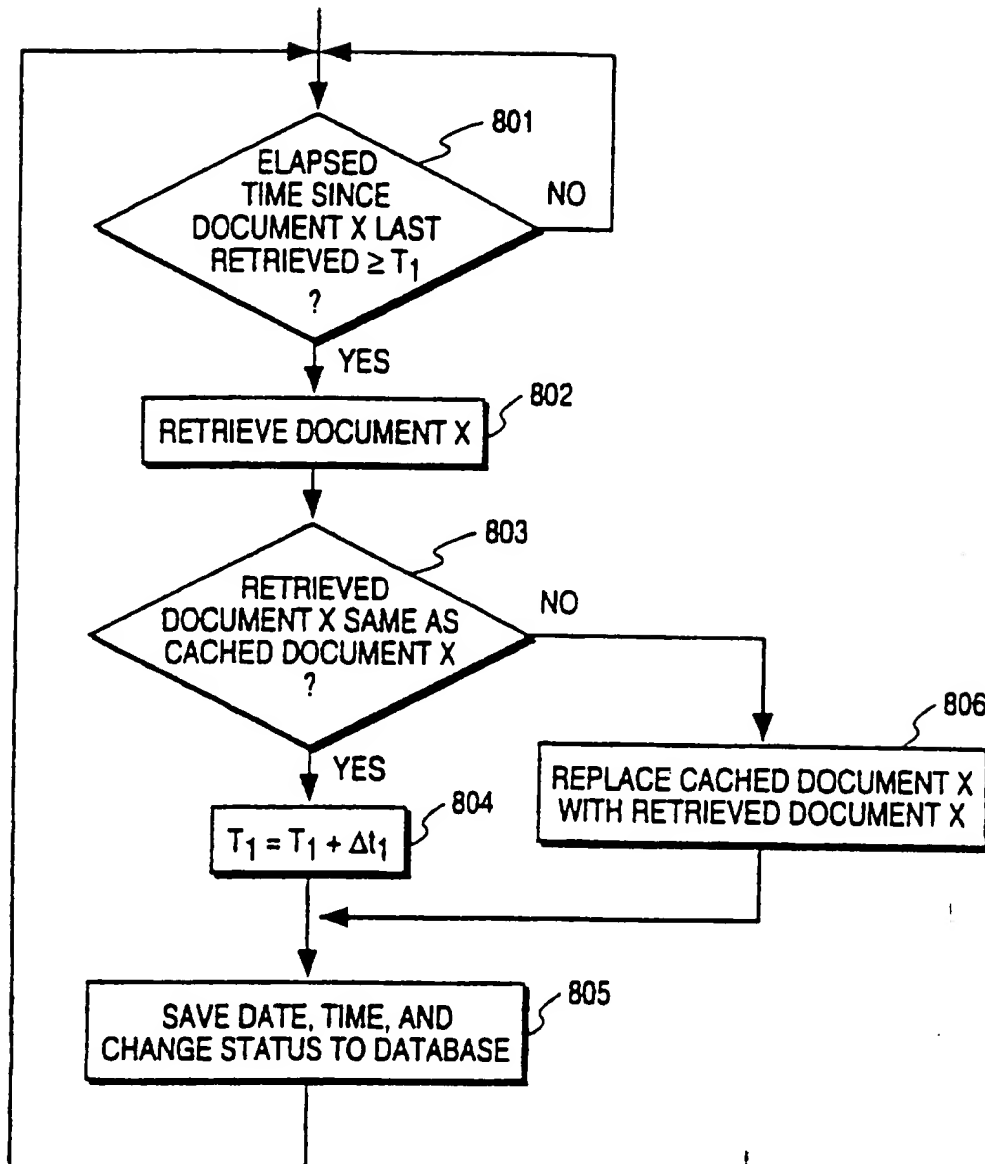 801
ELAPSED
TIME SINCE
DOCUMENT X LAST
RETRIEVED ≥ T₁
?
NO
YES
802
RETRIEVE DOCUMENT X
803
RETRIEVED
DOCUMENT X SAME AS
CACHED DOCUMENT X
?
NO
YES
806
REPLACE CACHED DOCUMENT X
WITH RETRIEVED DOCUMENT X
804
T₁ = T₁ + Δt₁
805
SAVE DATE, TIME, AND
CHANGE STATUS TO DATABASE